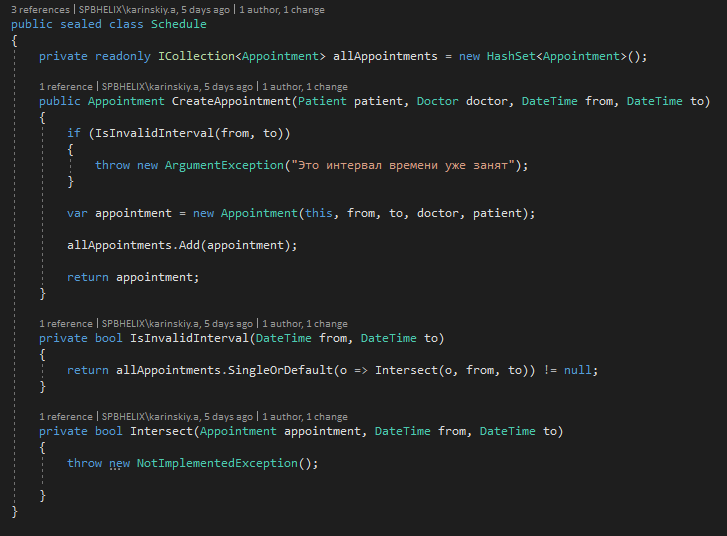 3 references | SPBHELIX\karinskiy.a, 5 days ago | 1 author, 1 change
public sealed class Schedule
{
    private readonly ICollection<Appointment> allAppointments = new HashSet<Appointment>();
    1 reference | SPBHELIX\karinskiy.a, 5 days ago | 1 author, 1 change
    public Appointment CreateAppointment(Patient patient, Doctor doctor, DateTime from, DateTime to)
    {
        if (IsInvalidInterval(from, to))
        {
            throw new ArgumentException("Это интервал времени уже занят");
        }
        var appointment = new Appointment(this, from, to, doctor, patient);
        allAppointments.Add(appointment);
        return appointment;
    }
    1 reference | SPBHELIX\karinskiy.a, 5 days ago | 1 author, 1 change
    private bool IsInvalidInterval(DateTime from, DateTime to)
    {
        return allAppointments.SingleOrDefault(o => Intersect(o, from, to)) != null;
    }
    1 reference | SPBHELIX\karinskiy.a, 5 days ago | 1 author, 1 change
    private bool Intersect(Appointment appointment, DateTime from, DateTime to)
    {
        throw new NotImplementedException();
    }
}